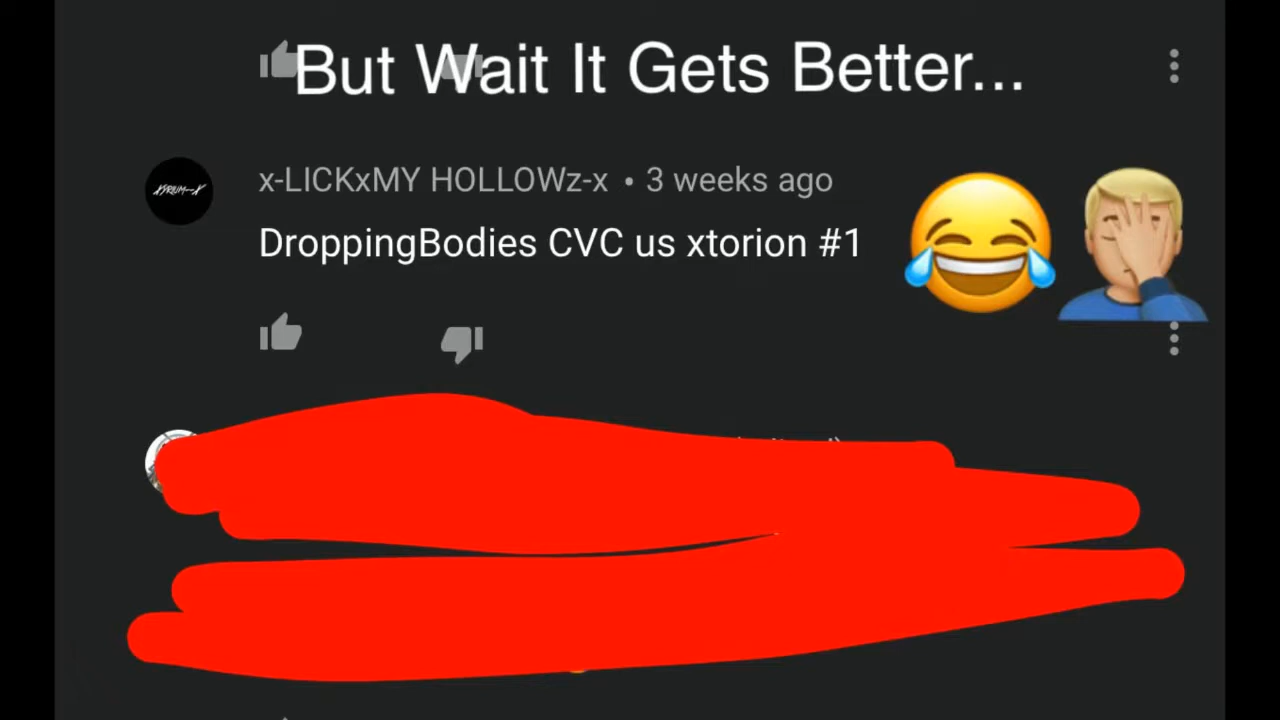 But Wait It Gets Better...
x-LICKxMY HOLLOWz-x • 3 weeks ago
DroppingBodies CVC us xtorion #1